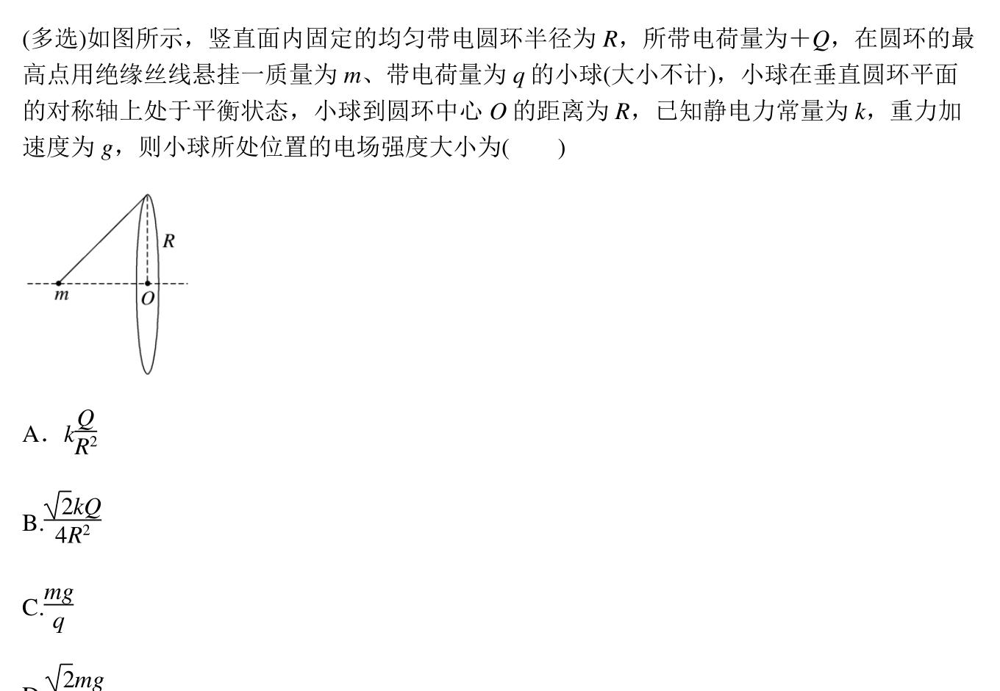 (多选)如图所示，竖直面内固定的均匀带电圆环半径为 R，所带电荷量为＋Q，在圆环的最
高点用绝缘丝线悬挂一质量为 m、带电荷量为 q 的小球(大小不计)，小球在垂直圆环平面
的对称轴上处于平衡状态，小球到圆环中心 O 的距离为 R，已知静电力常量为 k，重力加
速度为 g，则小球所处位置的电场强度大小为(　　)
R
m
O
A．k\frac{Q}{R^2}
B.\frac{\sqrt{2}kQ}{4R^2}
C.\frac{mg}{q}
√2mg